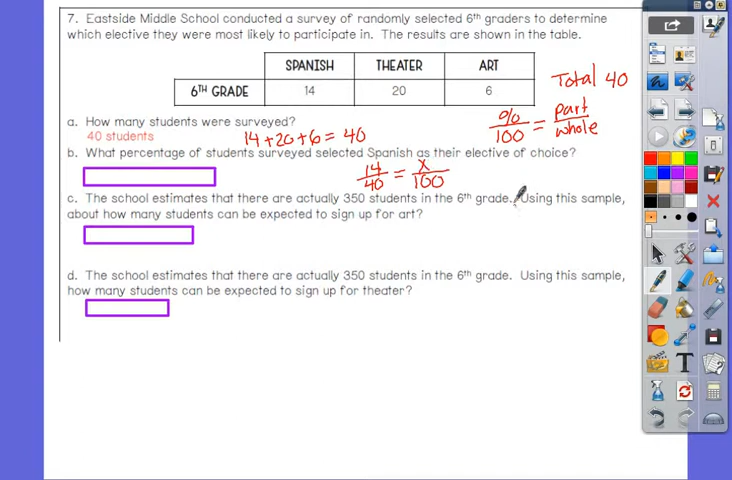 7. Eastside Middle School conducted a survey of randomly selected 6th graders to determine
which elective they were most likely to participate in. The results are shown in the table.
SPANISH THEATER ART
6TH GRADE 14 20 6
Total 40
%/100 = part/whole
a. How many students were surveyed?
40 students 14+20+6=40
b. What percentage of students surveyed selected Spanish as their elective of choice?
14/40 = x/100
c. The school estimates that there are actually 350 students in the 6th grade. Using this sample,
about how many students can be expected to sign up for art?
d. The school estimates that there are actually 350 students in the 6th grade. Using this sample,
how many students can be expected to sign up for theater?
T